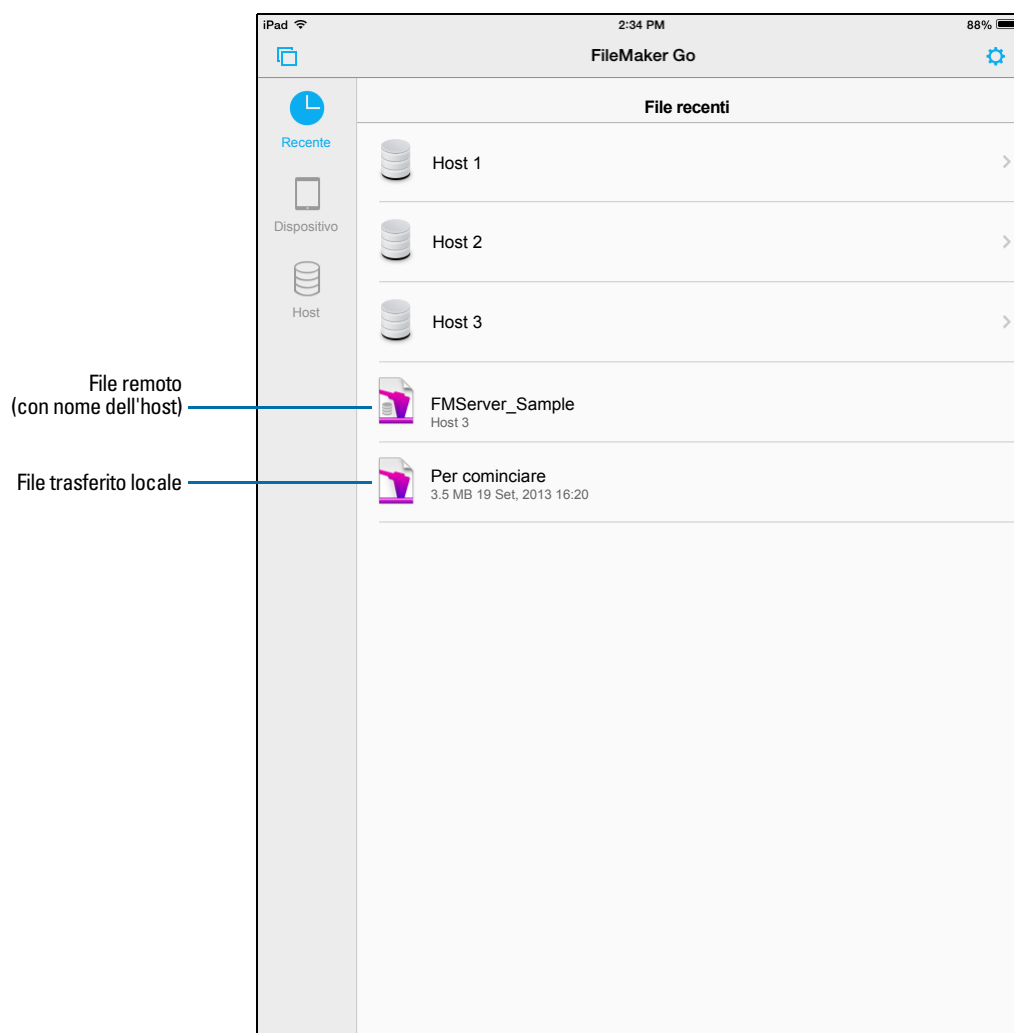 iPad 2:34 PM 88%
FileMaker Go
File recenti
Recente
Dispositivo
Host
Host 1
Host 2
Host 3
File remoto
(con nome dell'host)
FMServer_Sample
Host 3
File trasferito locale
Per cominciare
3.5 MB 19 Set, 2013 16:20